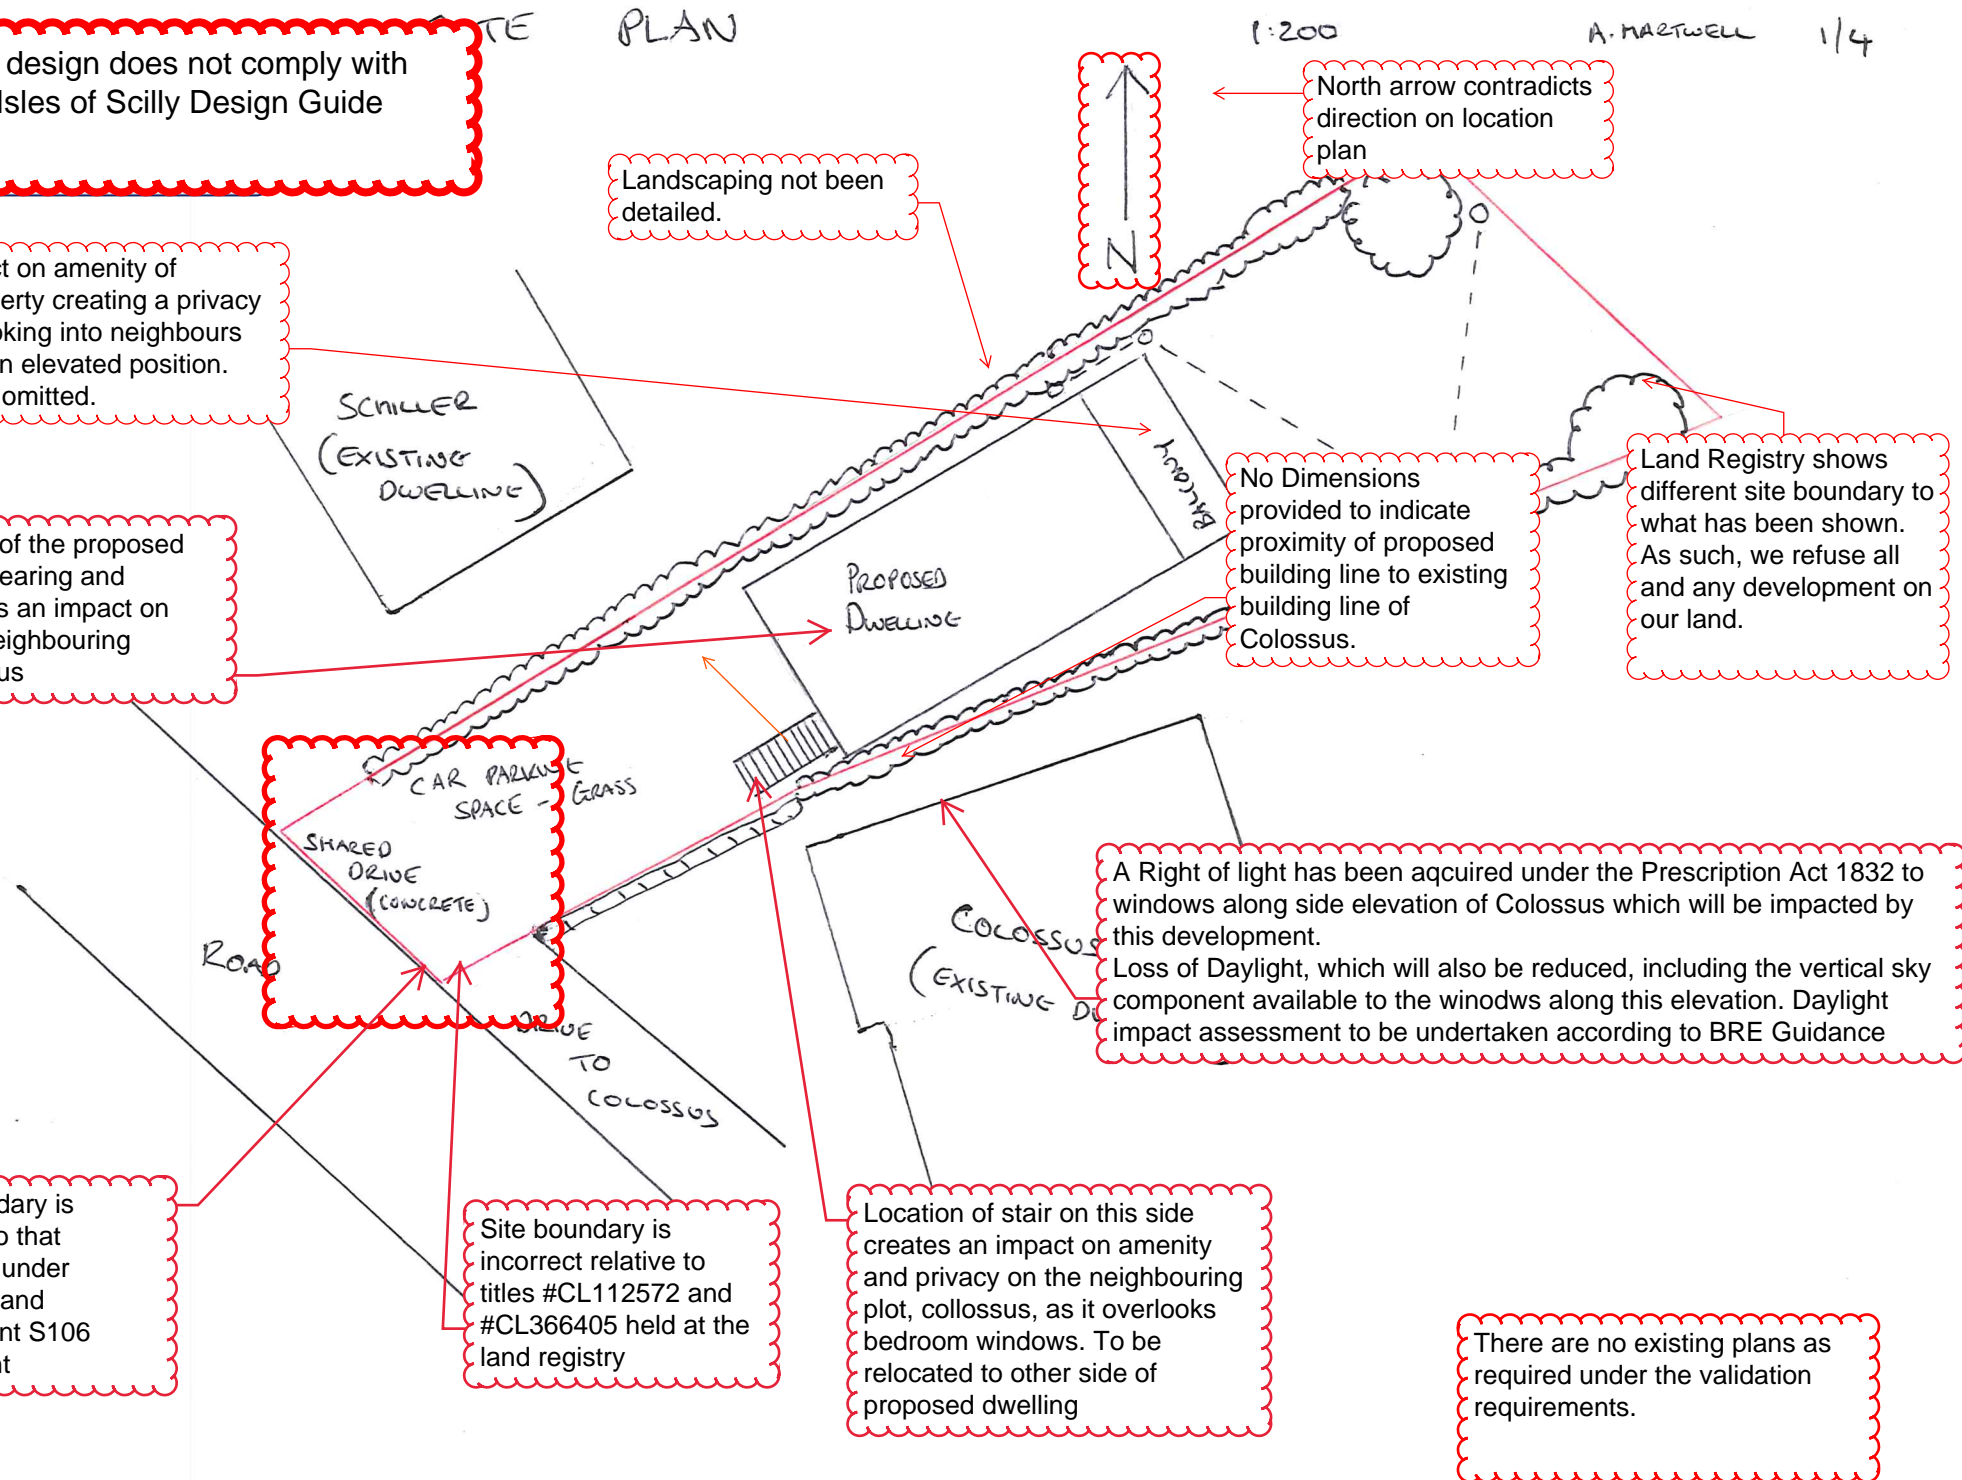 PLAN
1:200
A. MARTWELL
1/4
design does not comply with
Isles of Scilly Design Guide
North arrow contradicts
direction on location
plan
N
Landscaping not been
detailed.
ct on amenity of
erty creating a privacy
oking into neighbours
n elevated position.
omitted.
SCHILLER
(EXISTING
DWELLING)
of the proposed
earing and
s an impact on
eighbouring
us
PROPOSED
DWELLING
BALCONY
No Dimensions
provided to indicate
proximity of proposed
building line to existing
building line of
Colossus.
Land Registry shows
different site boundary to
what has been shown.
As such, we refuse all
and any development on
our land.
CAR PARKING
SPACE - GRASS
SHARED
DRIVE
(CONCRETE)
ROAD
DRIVE
TO
COLOSSUS
COLOSSUS
(EXISTING
A Right of light has been aqcuired under the Prescription Act 1832 to
windows along side elevation of Colossus which will be impacted by
this development.
Loss of Daylight, which will also be reduced, including the vertical sky
component available to the winodws along this elevation. Daylight
impact assessment to be undertaken according to BRE Guidance
dary is
o that
under
and
nt S106
nt
Site boundary is
incorrect relative to
titles #CL112572 and
#CL366405 held at the
land registry
Location of stair on this side
creates an impact on amenity
and privacy on the neighbouring
plot, collossus, as it overlooks
bedroom windows. To be
relocated to other side of
proposed dwelling
There are no existing plans as
required under the validation
requirements.